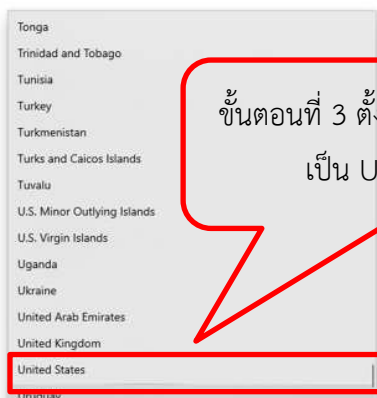 Tonga
Trinidad and Tobago
Tunisia
Turkey
Turkmenistan
Turks and Caicos Islands
Tuvalu
U.S. Minor Outlying Islands
U.S. Virgin Islands
Uganda
Ukraine
United Arab Emirates
United Kingdom
United States
Uruguay
ขั้นตอนที่ 3 ตั้
เป็น U